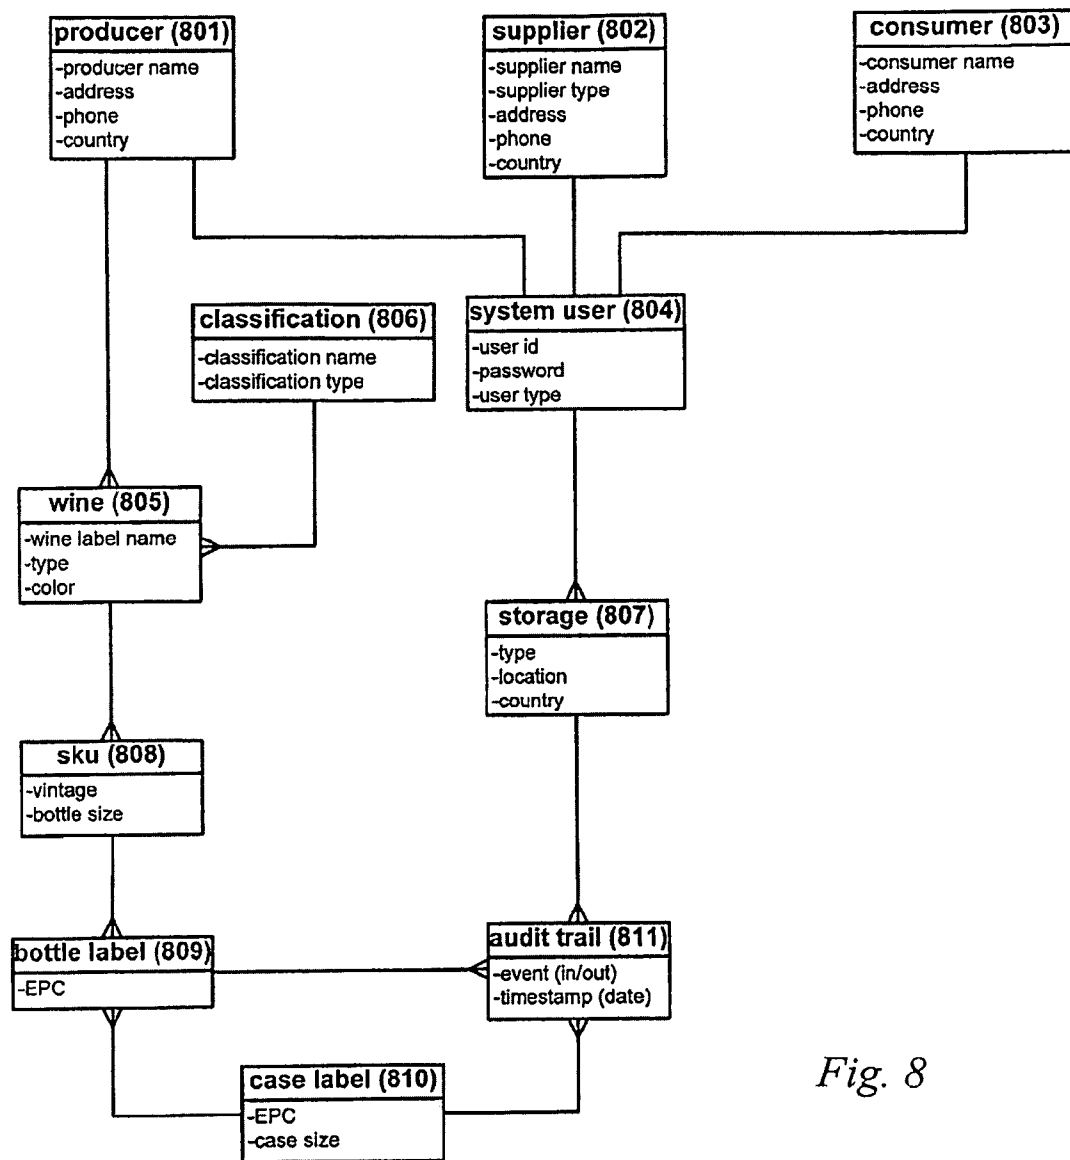 producer (801)
-producer name
-address
-phone
-country
supplier (802)
-supplier name
-supplier type
-address
-phone
-country
consumer (803)
-consumer name
-address
-phone
-country
classification (806)
-classification name
-classification type
system user (804)
-user id
-password
-user type
wine (805)
-wine label name
-type
-color
storage (807)
-type
-location
-country
sku (808)
-vintage
-bottle size
bottle label (809)
-EPC
audit trail (811)
-event (in/out)
-timestamp (date)
case label (810)
-EPC
-case size
Fig. 8